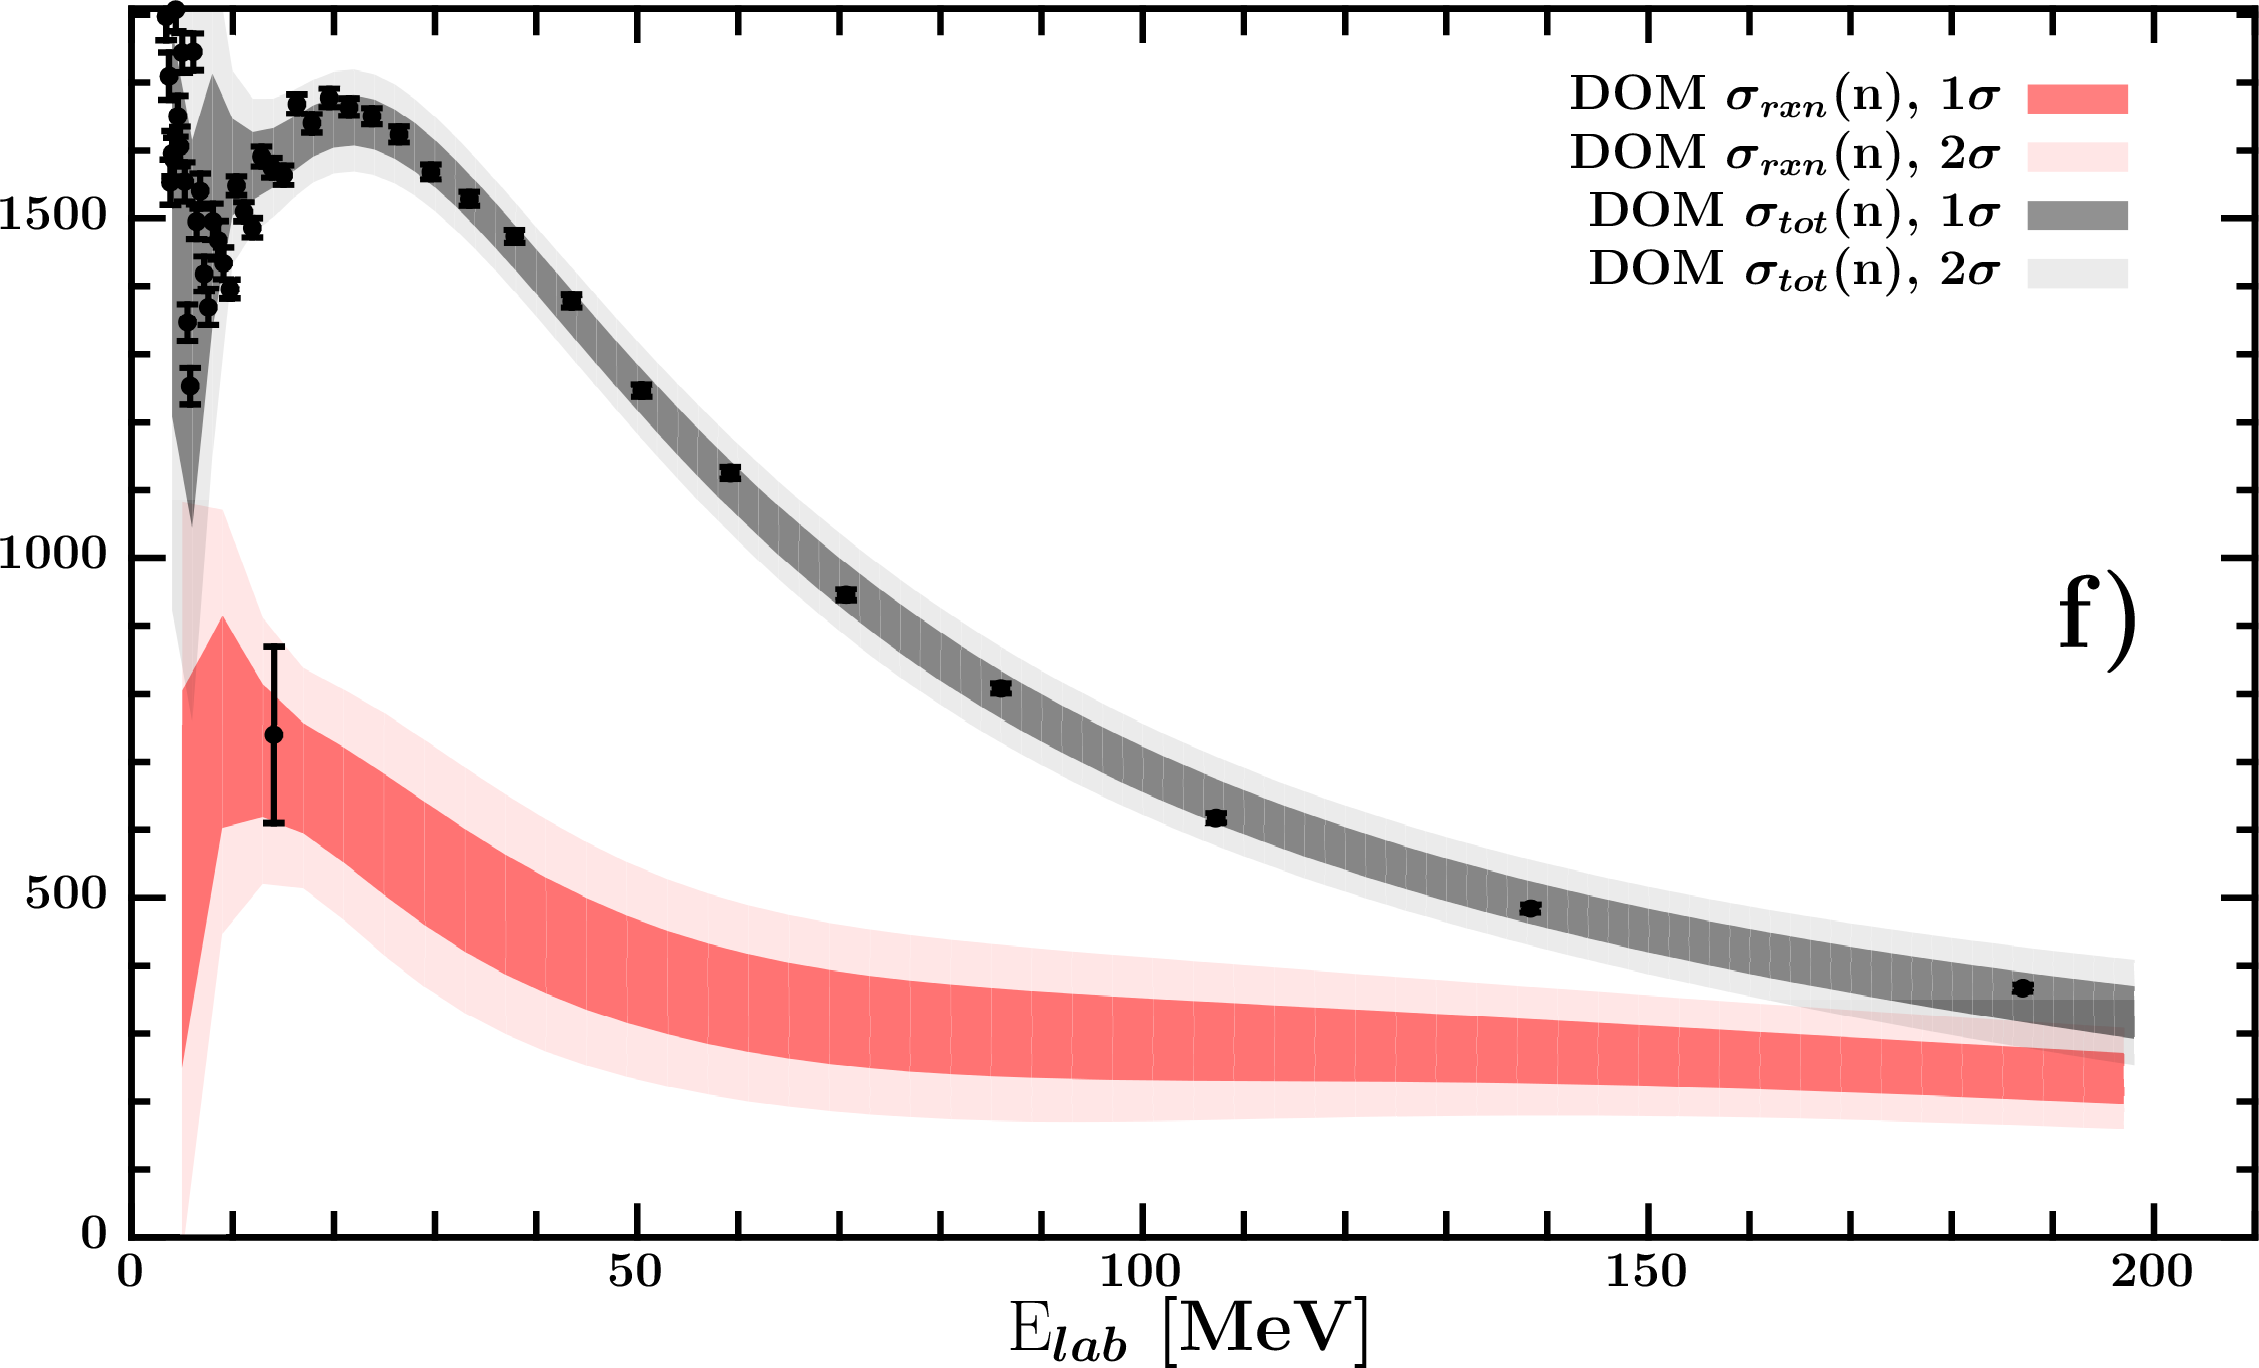 DOM σrxn(n), 1σ
DOM σrxn(n), 2σ
DOM σtot(n), 1σ
DOM σtot(n), 2σ
1500
1000
500
0
f)
0 50 100 150 200
Elab [MeV]